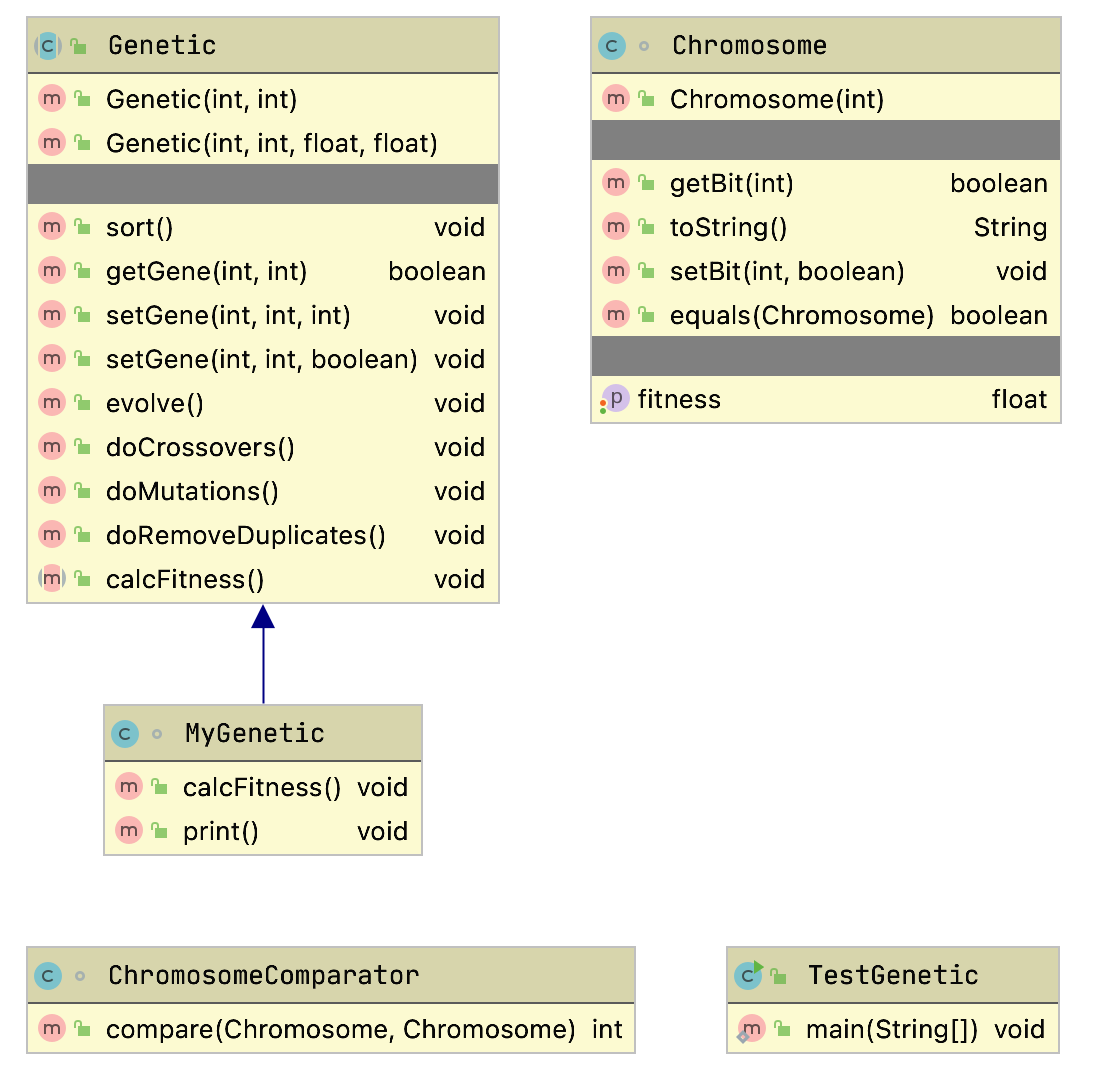 Genetic
Genetic(int, int)
Genetic(int, int, float, float)
sort() void
getGene(int, int) boolean
setGene(int, int, int) void
setGene(int, int, boolean) void
evolve() void
doCrossovers() void
doMutations() void
doRemoveDuplicates() void
calcFitness() void
Chromosome
Chromosome(int)
getBit(int) boolean
toString() String
setBit(int, boolean) void
equals(Chromosome) boolean
fitness float
MyGenetic
calcFitness() void
print() void
ChromosomeComparator
compare(Chromosome, Chromosome) int
TestGenetic
main(String[]) void